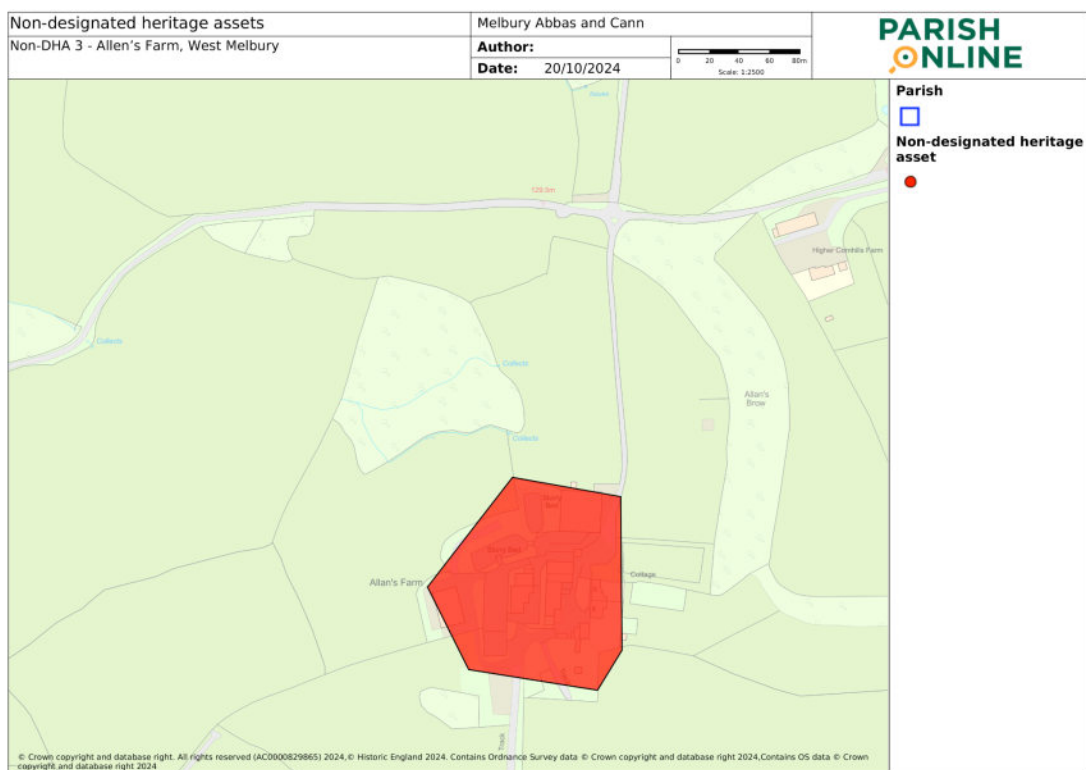 Non-designated heritage assets
Non-DHA 3 - Allen's Farm, West Melbury
Melbury Abbas and Cann
Author:
Date: 20/10/2024
0 20 40 60 80m
Scale: 1:2500
PARISH
ONLINE
Parish
Non-designated heritage
asset
Higher Cornhills Farm
Collects
Collects
Allan's
Brow
Collects
Slurry Bed
Allan's Farm
Cottage
Track
© Crown copyright and database right. All rights reserved (AC0000829865) 2024,© Historic England 2024. Contains Ordnance Survey data © Crown copyright and database right 2024,Contains OS data © Crown
copyright and database right 2024